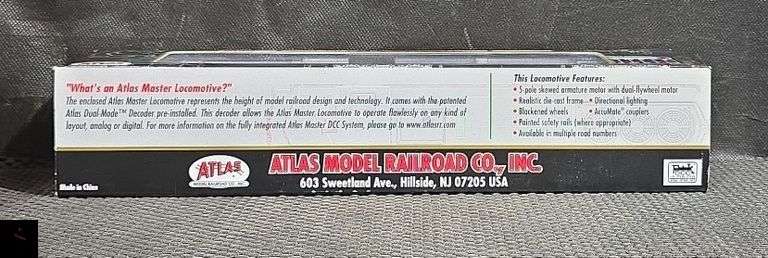 "What's an Atlas Master Locomotive?"
The enclosed Atlas Master Locomotive represents the height of model railroad design and technology. It comes with the patented
Atlas Dual-Mode™ Decoder pre-installed. This decoder allows the Atlas Master Locomotive to operate flawlessly on any kind of
layout, analog or digital. For more information on the fully integrated Atlas Master DCC System, please go to www.atlasrr.com.
This Locomotive Features:
• 5 pole skewed armature motor with dual-flywheel motor
• Realistic die cast frame • Directional lighting
• Blackened wheels • AccuMate® couplers
• Painted safety rails (where appropriate)
• Available in multiple road numbers
ATLAS
MODEL RAILROAD CO., INC.
ATLAS MODEL RAILROAD CO., INC.
603 Sweetland Ave., Hillside, NJ 07205 USA
Made in China